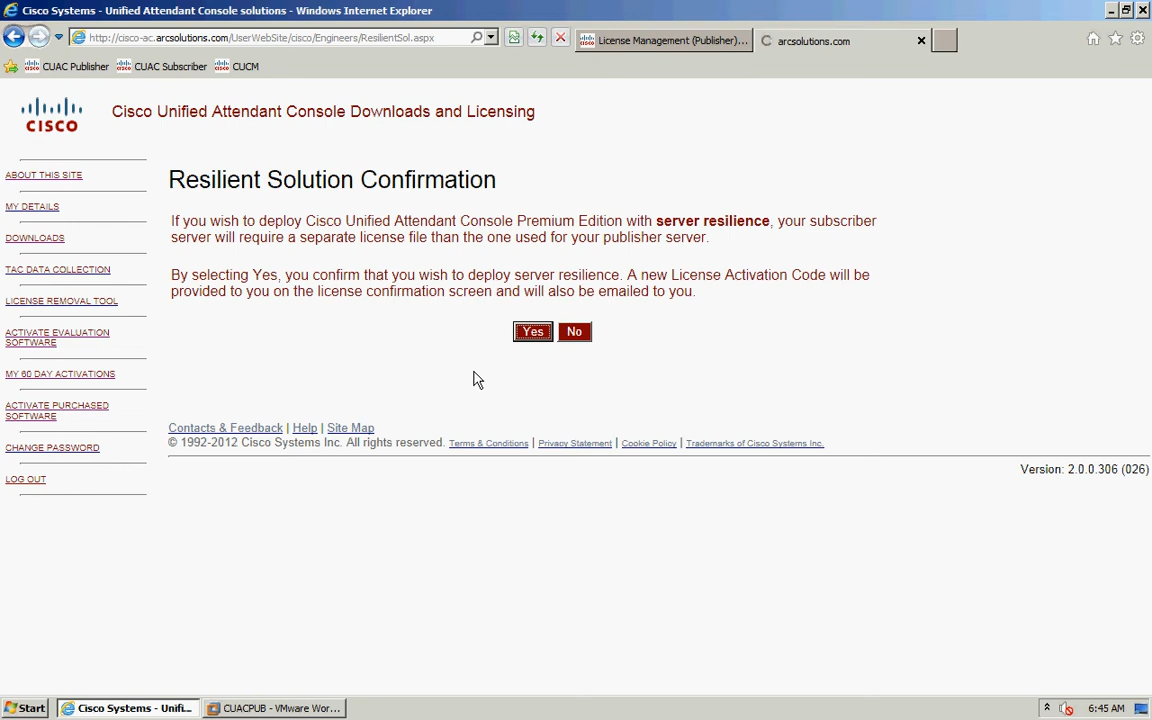 Cisco Systems - Unified Attendant Console solutions - Windows Internet Explorer
http://cisco-ac.arcsolutions.com/UserWebSite/cisco/Engineers/ResilientSol.aspx
License Management (Publisher)...
arcsolutions.com
CUAC Publisher
CUAC Subscriber
CUCM
CISCO
Cisco Unified Attendant Console Downloads and Licensing
ABOUT THIS SITE
MY DETAILS
DOWNLOADS
TAC DATA COLLECTION
LICENSE REMOVAL TOOL
ACTIVATE EVALUATION
SOFTWARE
MY 60 DAY ACTIVATIONS
ACTIVATE PURCHASED
SOFTWARE
CHANGE PASSWORD
LOG OUT
Resilient Solution Confirmation
If you wish to deploy Cisco Unified Attendant Console Premium Edition with server resilience, your subscriber
server will require a separate license file than the one used for your publisher server.
By selecting Yes, you confirm that you wish to deploy server resilience. A new License Activation Code will be
provided to you on the license confirmation screen and will also be emailed to you.
Yes No
Contacts & Feedback | Help | Site Map
© 1992-2012 Cisco Systems Inc. All rights reserved. Terms & Conditions | Privacy Statement | Cookie Policy | Trademarks of Cisco Systems Inc.
Version: 2.0.0.306 (026)
Start
Cisco Systems - Unifi...
CUACPUB - VMware Wor...
6:45 AM